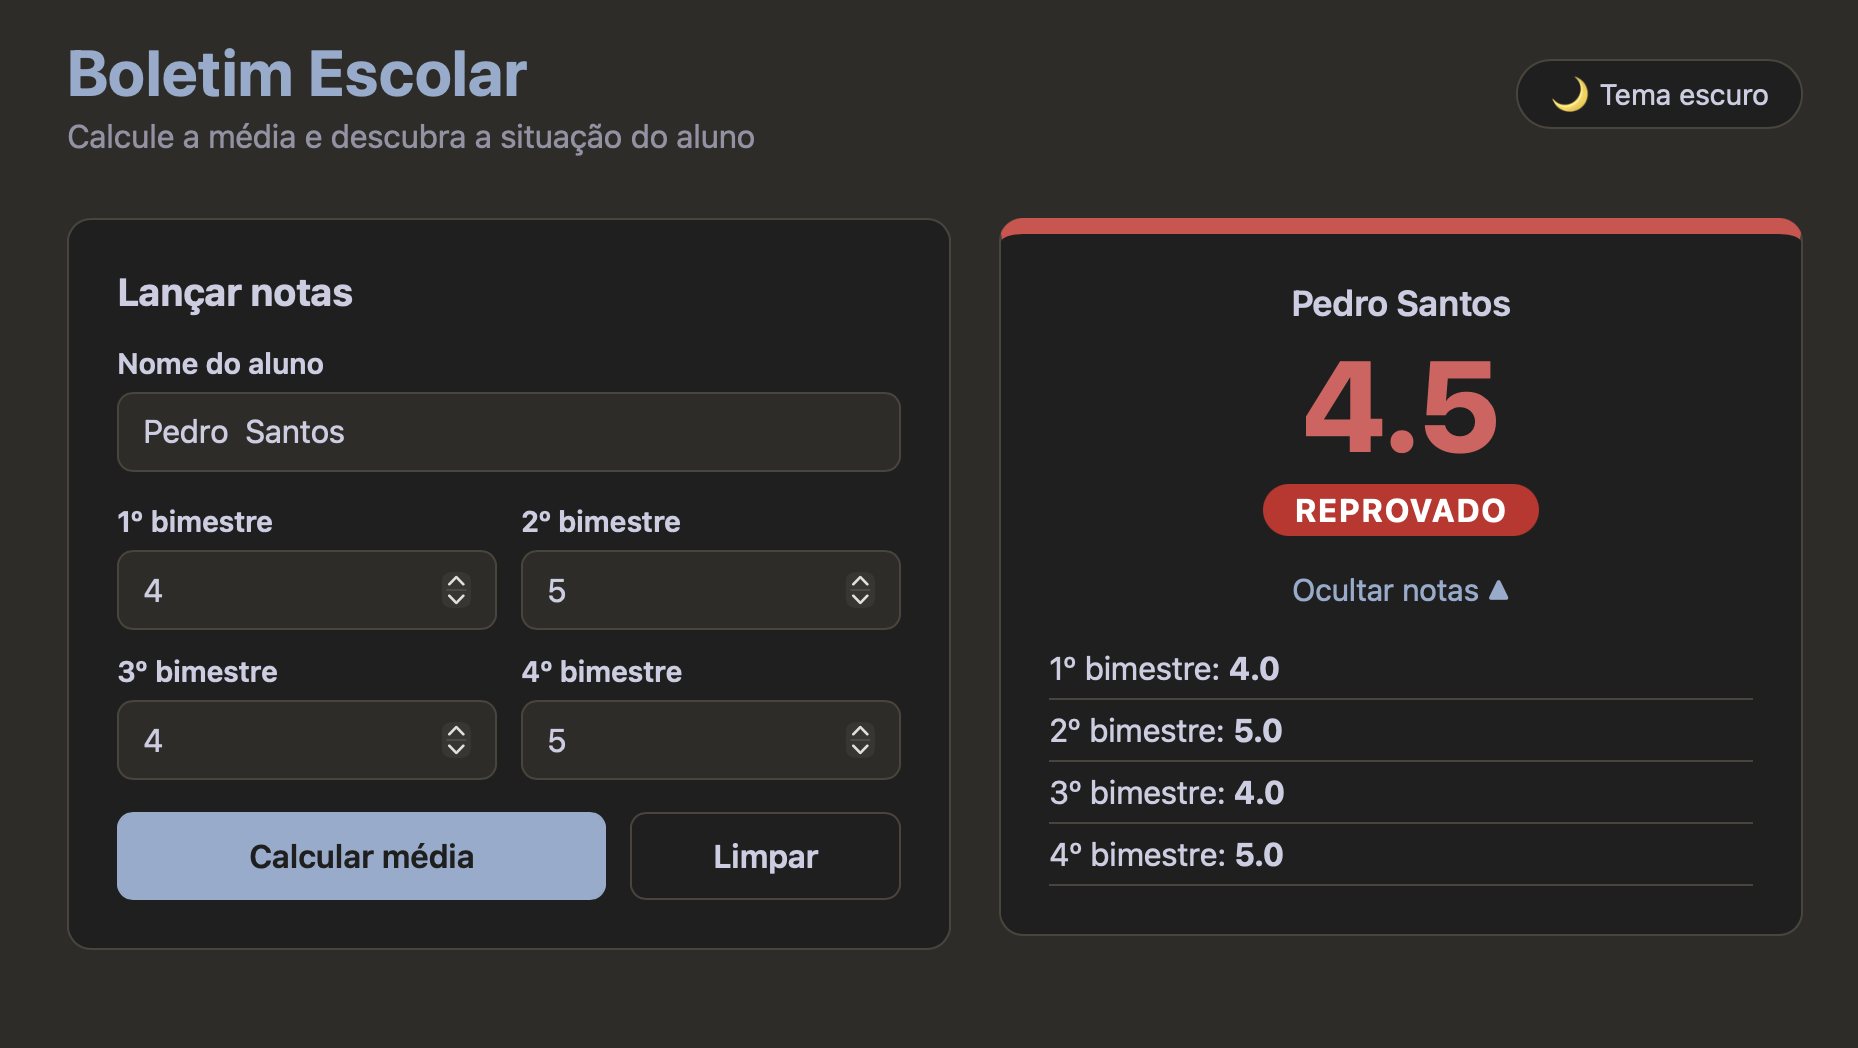 Boletim Escolar
Calcule a média e descubra a situação do aluno
🌙 Tema escuro
Lançar notas
Nome do aluno
Pedro  Santos
1º bimestre
2º bimestre
4
5
3º bimestre
4º bimestre
4
5
Calcular média
Limpar
Pedro Santos
4.5
REPROVADO
Ocultar notas ▲
1º bimestre: 4.0
2º bimestre: 5.0
3º bimestre: 4.0
4º bimestre: 5.0